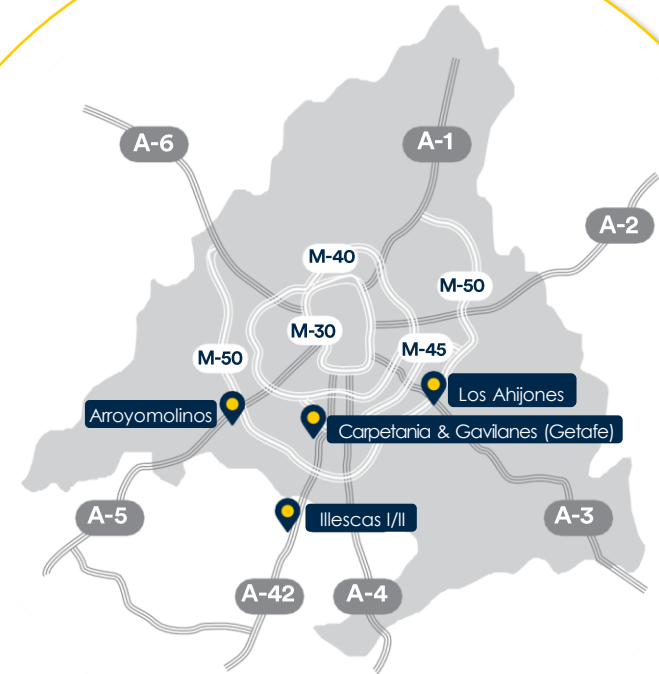 A-6
A-1
A-2
M-40
M-50
M-30
M-45
M-50
Los Ahijones
Arroyomolinos
Carpetania & Gavilanes (Getafe)
A-5
Illescas I/II
A-3
A-42
A-4